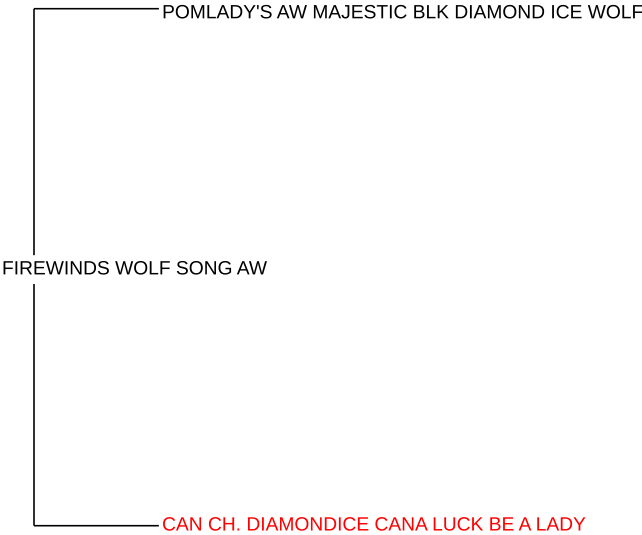 POMLADY'S AW MAJESTIC BLK DIAMOND ICE WOLF
FIREWINDS WOLF SONG AW
CAN CH. DIAMONDICE CANA LUCK BE A LADY